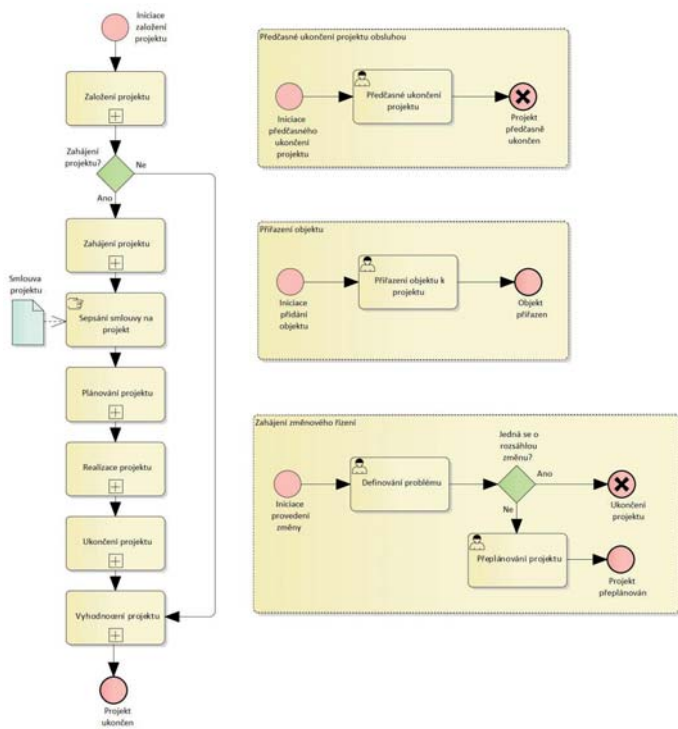 Iniciace
založení
projektu
Založení projektu
Zahájení
projektu?
Ne
Ano
Zahájení projektu
Smlouva
projektu
Sepsání smlouvy na
projekt
Plánování projektu
Realizace projektu
Ukončení projektu
Vyhodnocení projektu
Projekt
ukončen
Předčasné ukončení projektu obsluhou
Předčasné ukončení
projektu
Iniciace
předčasného
ukončení
projektu
Projekt
předčasně
ukončen
Přiřazení objektu
Přiřazení objektu k
projektu
Iniciace
přidání
objektu
Objekt
přiřazen
Zahájení změnového řízení
Jedná se o
rozsáhlou
změnu?
Definování problému
Ano
Iniciace
provedení
změny
Ne
Ukončení
projektu
Přeplánování projektu
Projekt
přeplánován